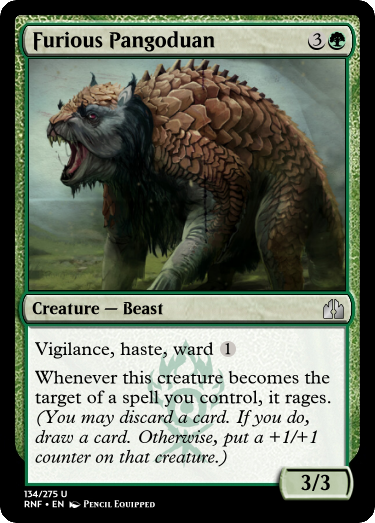 Furious Pangoduan 3
Creature — Beast
Vigilance, haste, ward 1
Whenever this creature becomes the
target of a spell you control, it rages.
(You may discard a card. If you do,
draw a card. Otherwise, put a +1/+1
counter on that creature.)
3/3
134/275 U
RNF • EN Pencil Equipped